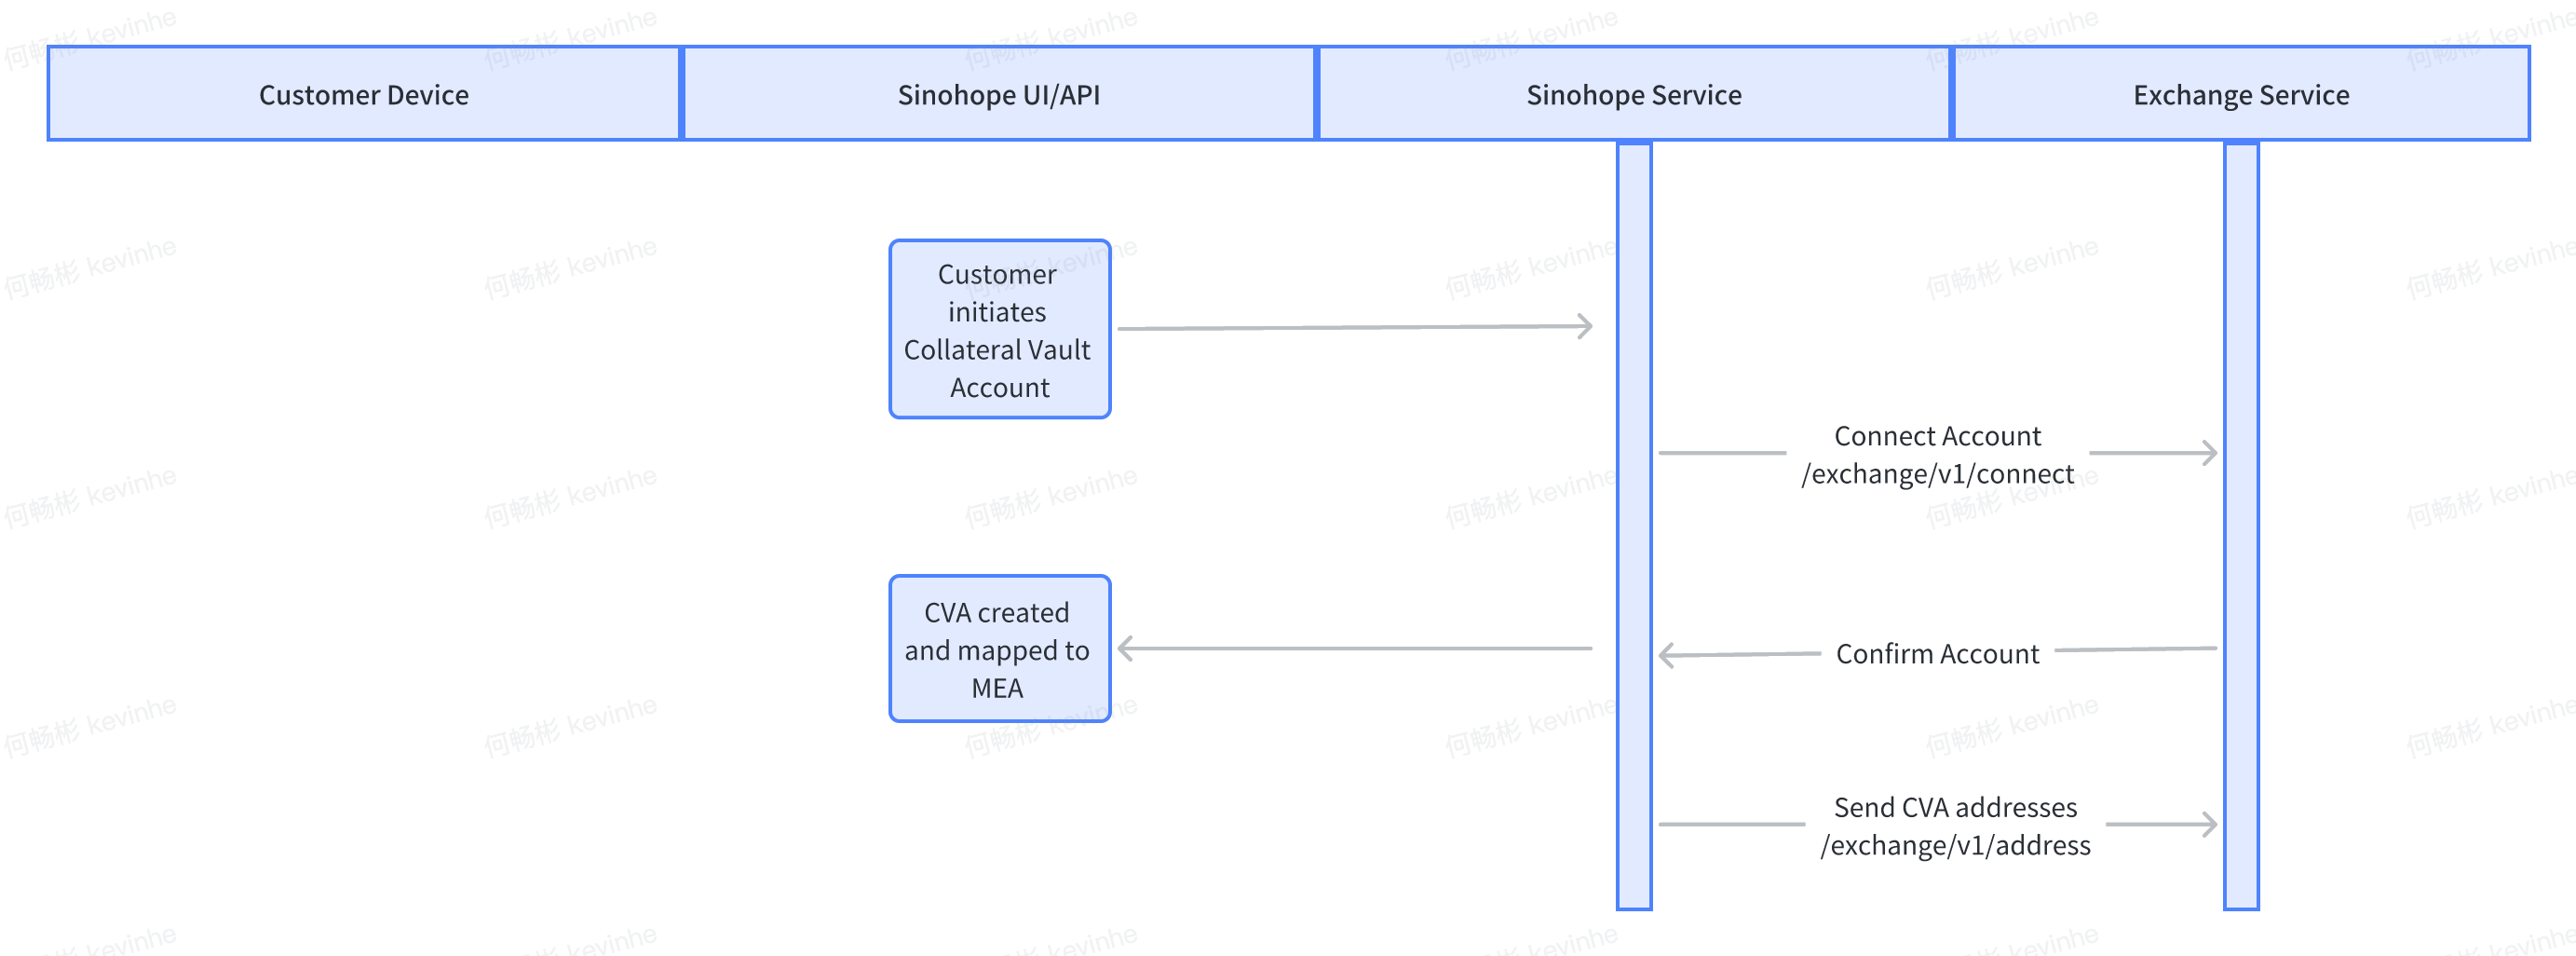 Customer Device
Sinohope UI/API
Sinohope Service
Exchange Service
Customer
initiates
Collateral Vault
Account
Connect Account
/exchange/v1/connect
CVA created
and mapped to
MEA
Confirm Account
Send CVA addresses
/exchange/v1/address
何畅彬 kevinhe